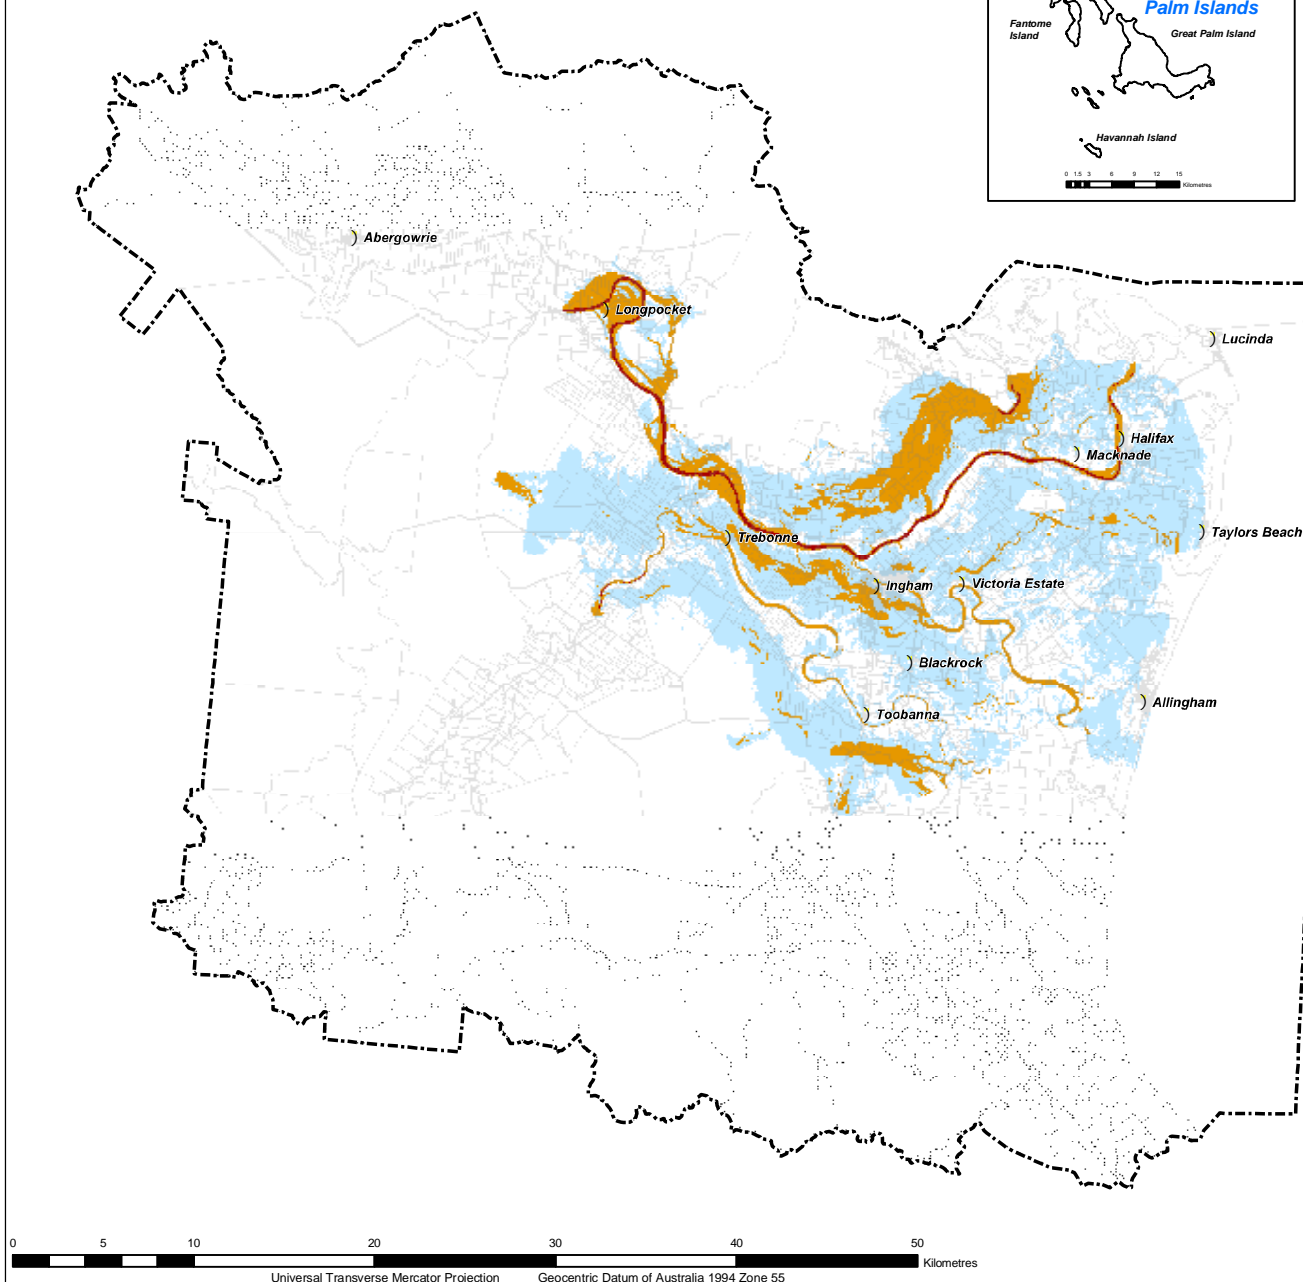 Palm Islands
Fantome
Island
Great Palm Island
Havannah Island
0 1.5 3 6 9 12 15
Kilometres
Abergowrie
Longpocket
Lucinda
Halifax
Macknade
Taylors Beach
Trebonne
Ingham
Victoria Estate
Blackrock
Allingham
Toobanna
0 5 10 20 30 40 50
Kilometres
Universal Transverse Mercator Projection Geocentric Datum of Australia 1994 Zone 55